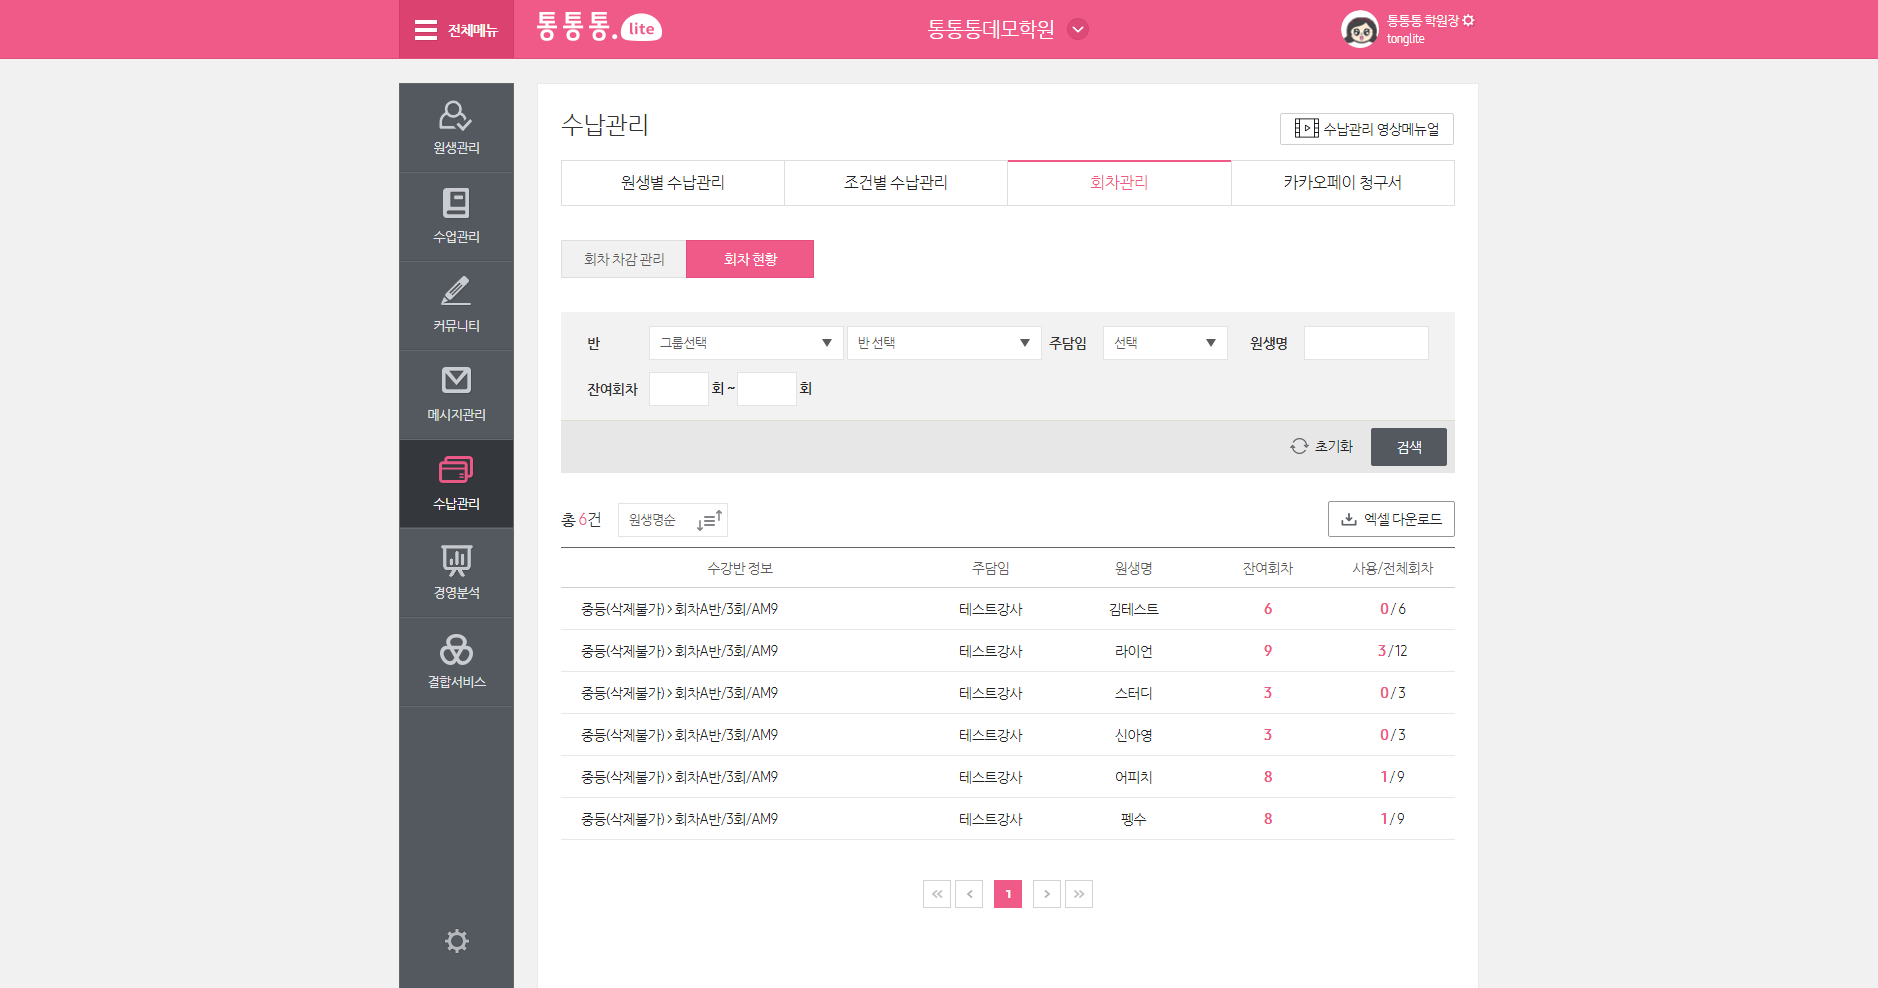 전체메뉴
통통통.lite
통통통데모학원
통통통 학원장
tonglite
원생관리
수업관리
커뮤니티
메시지관리
수납관리
경영분석
결합서비스
수납관리
수납관리 영상메뉴얼
원생별 수납관리 조건별 수납관리 회차관리 카카오페이 청구서
회차 차감 관리 회차 현황
반 그룹선택 반 선택 주담임 선택 원생명
잔여회차 회 ~ 회
초기화 검색
총 6건 원생명순 엑셀 다운로드
수강반 정보 주담임 원생명 잔여회차 사용/전체회차
중등(삭제불가) > 회차A반/3회/AM9 테스트강사 김테스트 6 0 / 6
중등(삭제불가) > 회차A반/3회/AM9 테스트강사 라이언 9 3 / 12
중등(삭제불가) > 회차A반/3회/AM9 테스트강사 스터디 3 0 / 3
중등(삭제불가) > 회차A반/3회/AM9 테스트강사 신아영 3 0 / 3
중등(삭제불가) > 회차A반/3회/AM9 테스트강사 어피치 8 1 / 9
중등(삭제불가) > 회차A반/3회/AM9 테스트강사 펭수 8 1 / 9
1